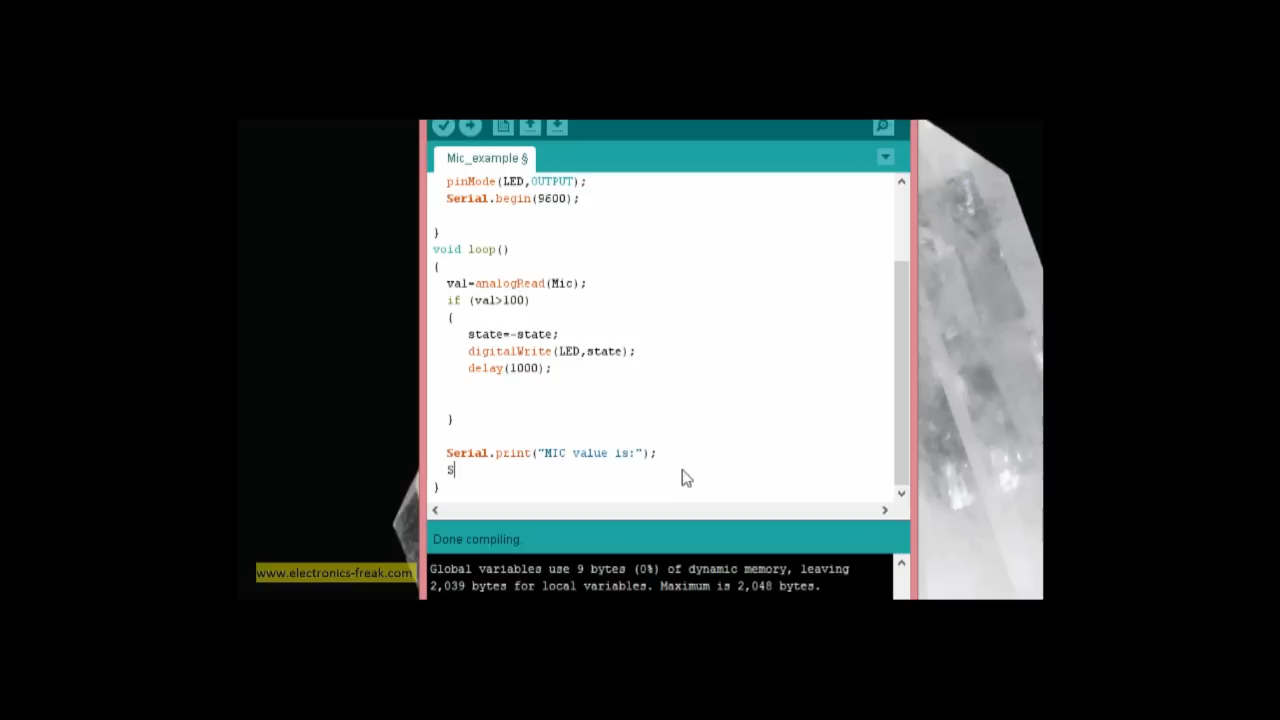 Mic_example §
pinMode(LED,OUTPUT);
Serial.begin(9600);
}
void loop()
{
val=analogRead(Mic);
if (val>100)
{
state=-state;
digitalWrite(LED,state);
delay(1000);
}
Serial.print("MIC value is:");
S
}
Done compiling.
Global variables use 9 bytes (0%) of dynamic memory, leaving
2,039 bytes for local variables. Maximum is 2,048 bytes.
www.electronics-freak.com